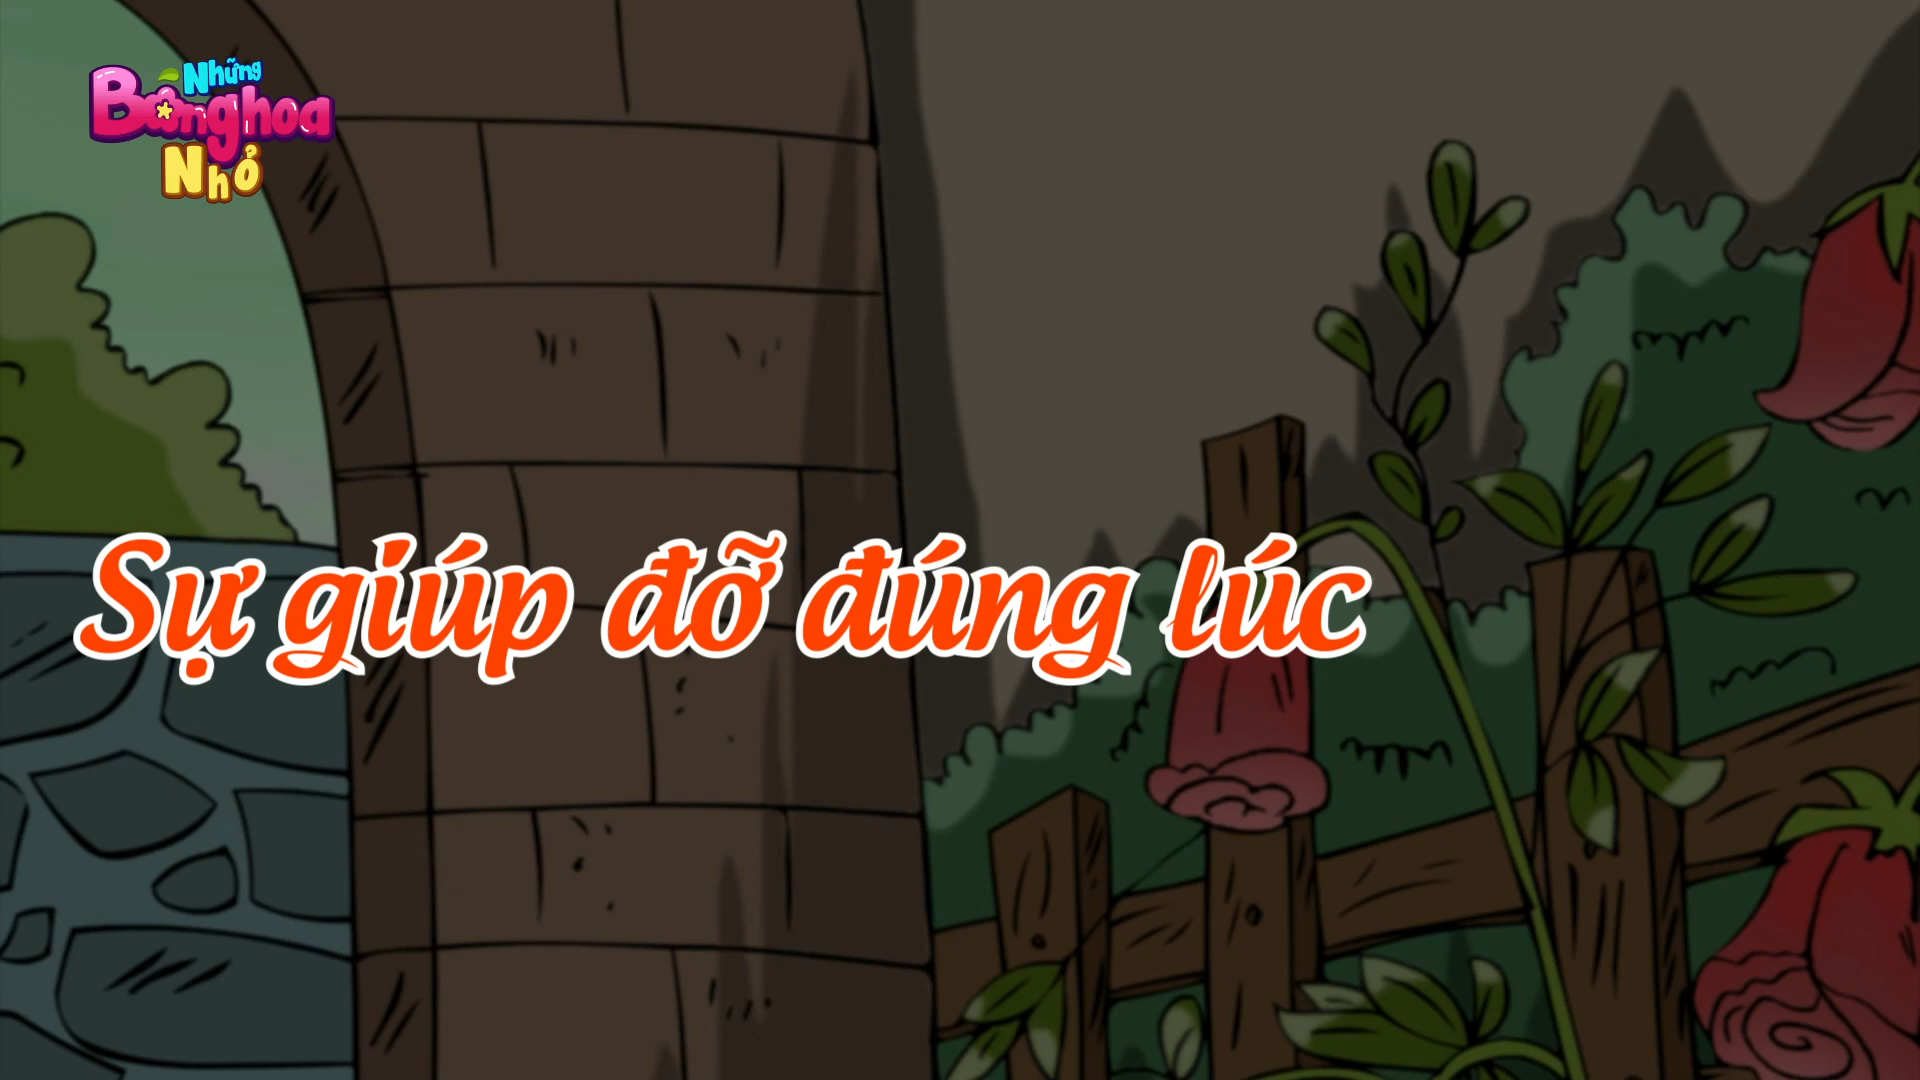 Những
Bông hoa
Nhỏ
Sự giúp đỡ đúng lúc